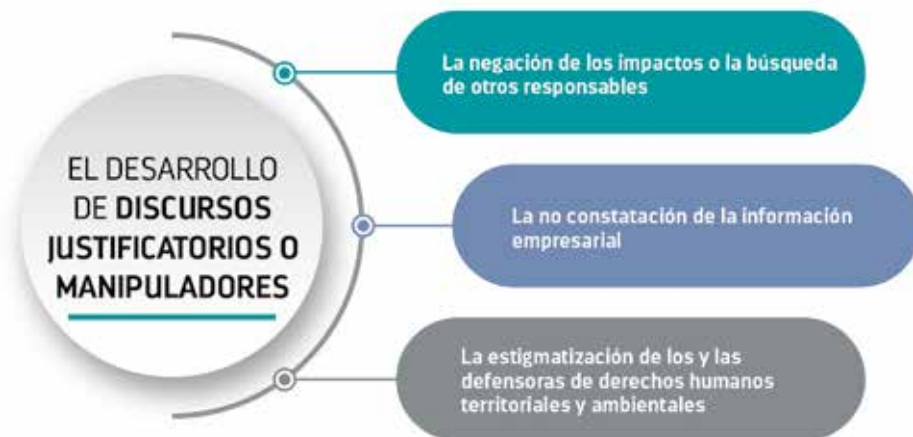 EL DESARROLLO
DE DISCURSOS
JUSTIFICATORIOS O
MANIPULADORES
La negación de los impactos o la búsqueda
de otros responsables
La no constatación de la información
empresarial
La estigmatización de los y las
defensoras de derechos humanos
territoriales y ambientales